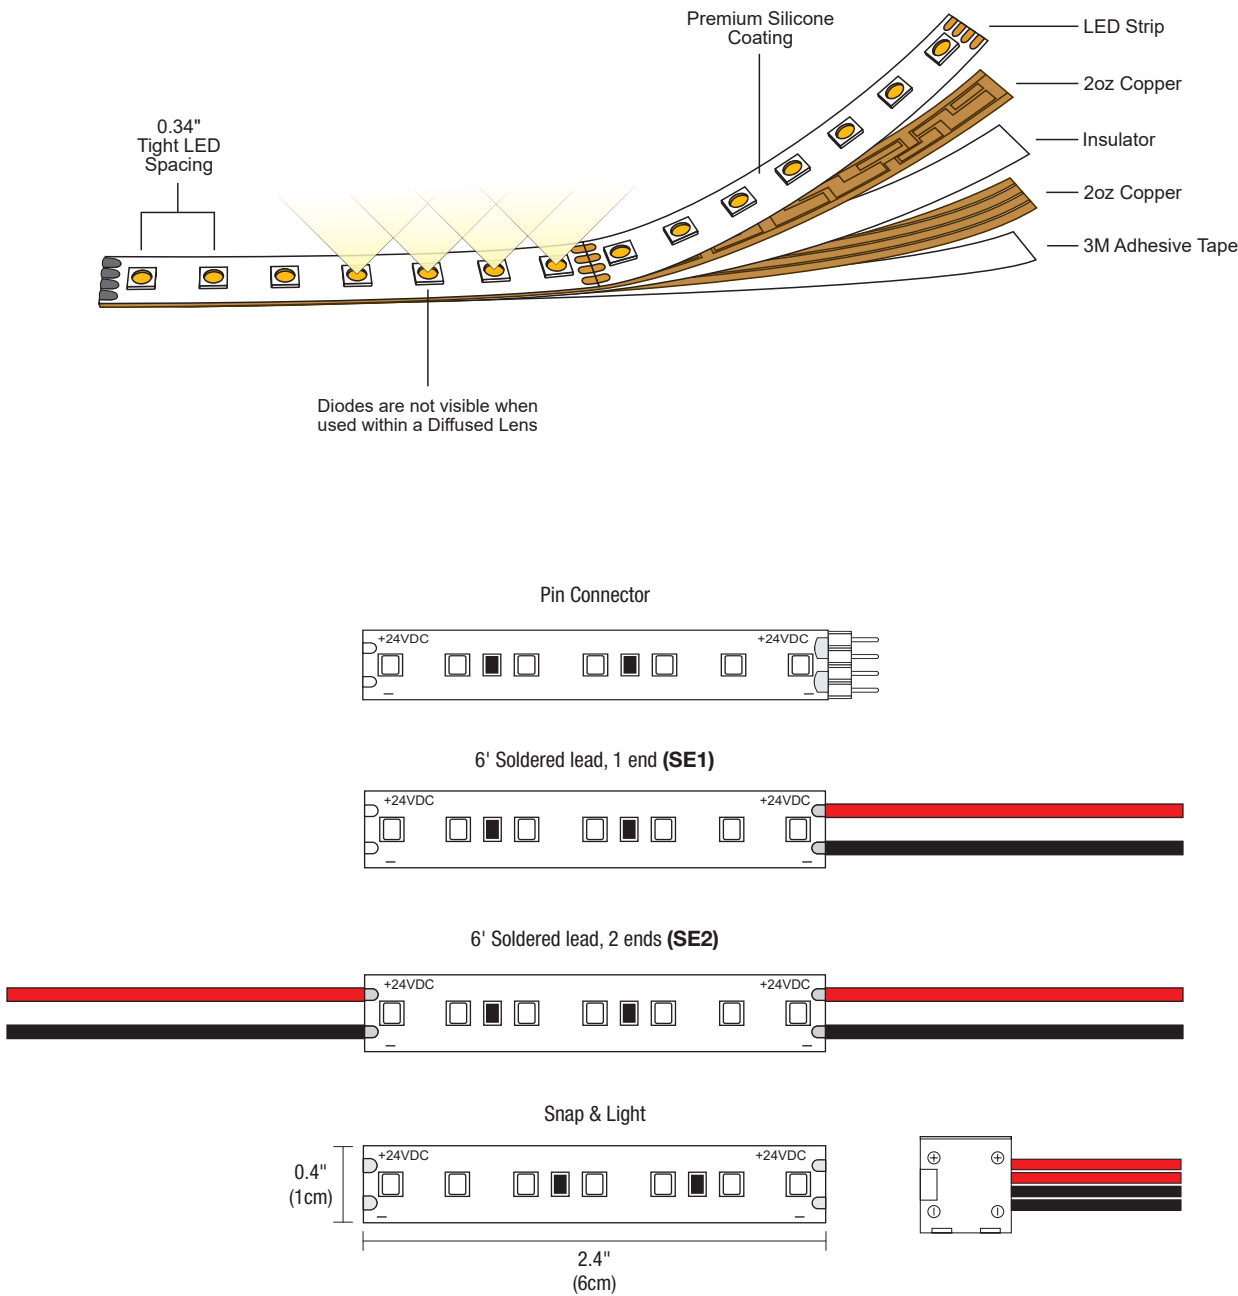 Premium Silicone
Coating
LED Strip
2oz Copper
Insulator
2oz Copper
3M Adhesive Tape
0.34"
Tight LED
Spacing
Diodes are not visible when
used within a Diffused Lens
Pin Connector
+24VDC +24VDC
— —
6' Soldered lead, 1 end (SE1)
+24VDC +24VDC
— —
6' Soldered lead, 2 ends (SE2)
+24VDC +24VDC
— —
Snap & Light
+24VDC +24VDC
— —
0.4"
(1cm)
2.4"
(6cm)